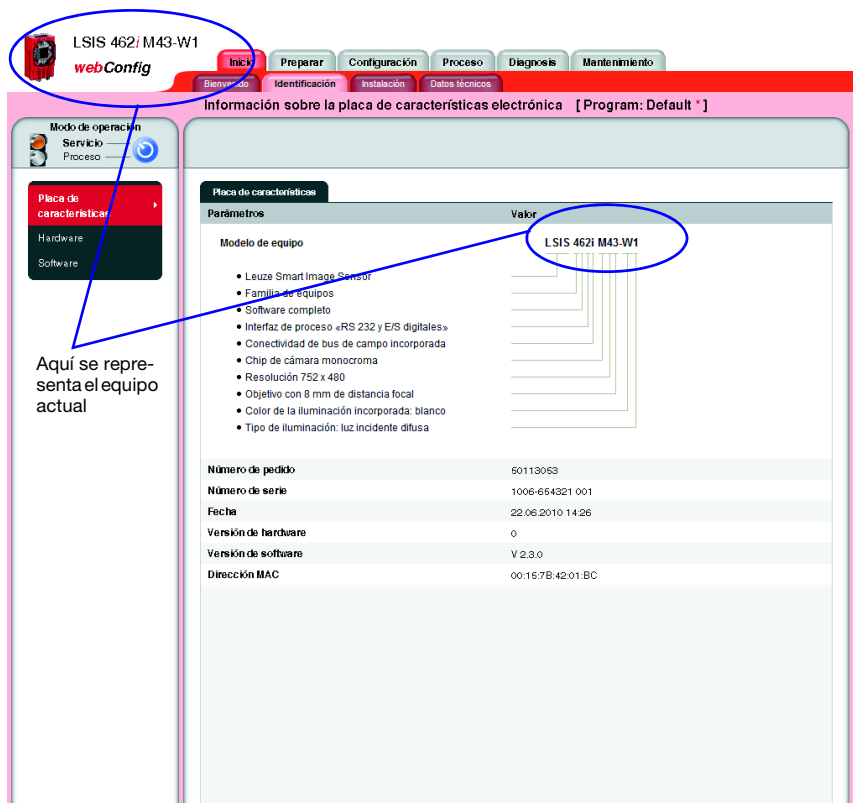 LSIS 462i M43-W1
webConfig
Inicio Preparar Configuración Proceso Diagnosis Mantenimiento
Bienvenido Identificación Instalación Datos técnicos
Información sobre la placa de características electrónica [ Program: Default * ]
Modo de operación
Servicio
Proceso
Placa de
características
Hardware
Software
Aquí se repre-
senta el equipo
actual
Placa de características
Parámetros Valor
Modelo de equipo LSIS 462i M43-W1
• Leuze Smart Image Sensor
• Familia de equipos
• Software completo
• Interfaz de proceso «RS 232 y E/S digitales»
• Conectividad de bus de campo incorporada
• Chip de cámara monocroma
• Resolución 752 x 480
• Objetivo con 8 mm de distancia focal
• Color de la iluminación incorporada: blanco
• Tipo de iluminación: luz incidente difusa
Número de pedido 50113053
Número de serie 1006-654321 001
Fecha 22.06.2010 14:26
Versión de hardware 0
Versión de software V 2.3.0
Dirección MAC 00:15:7B:42:01:BC